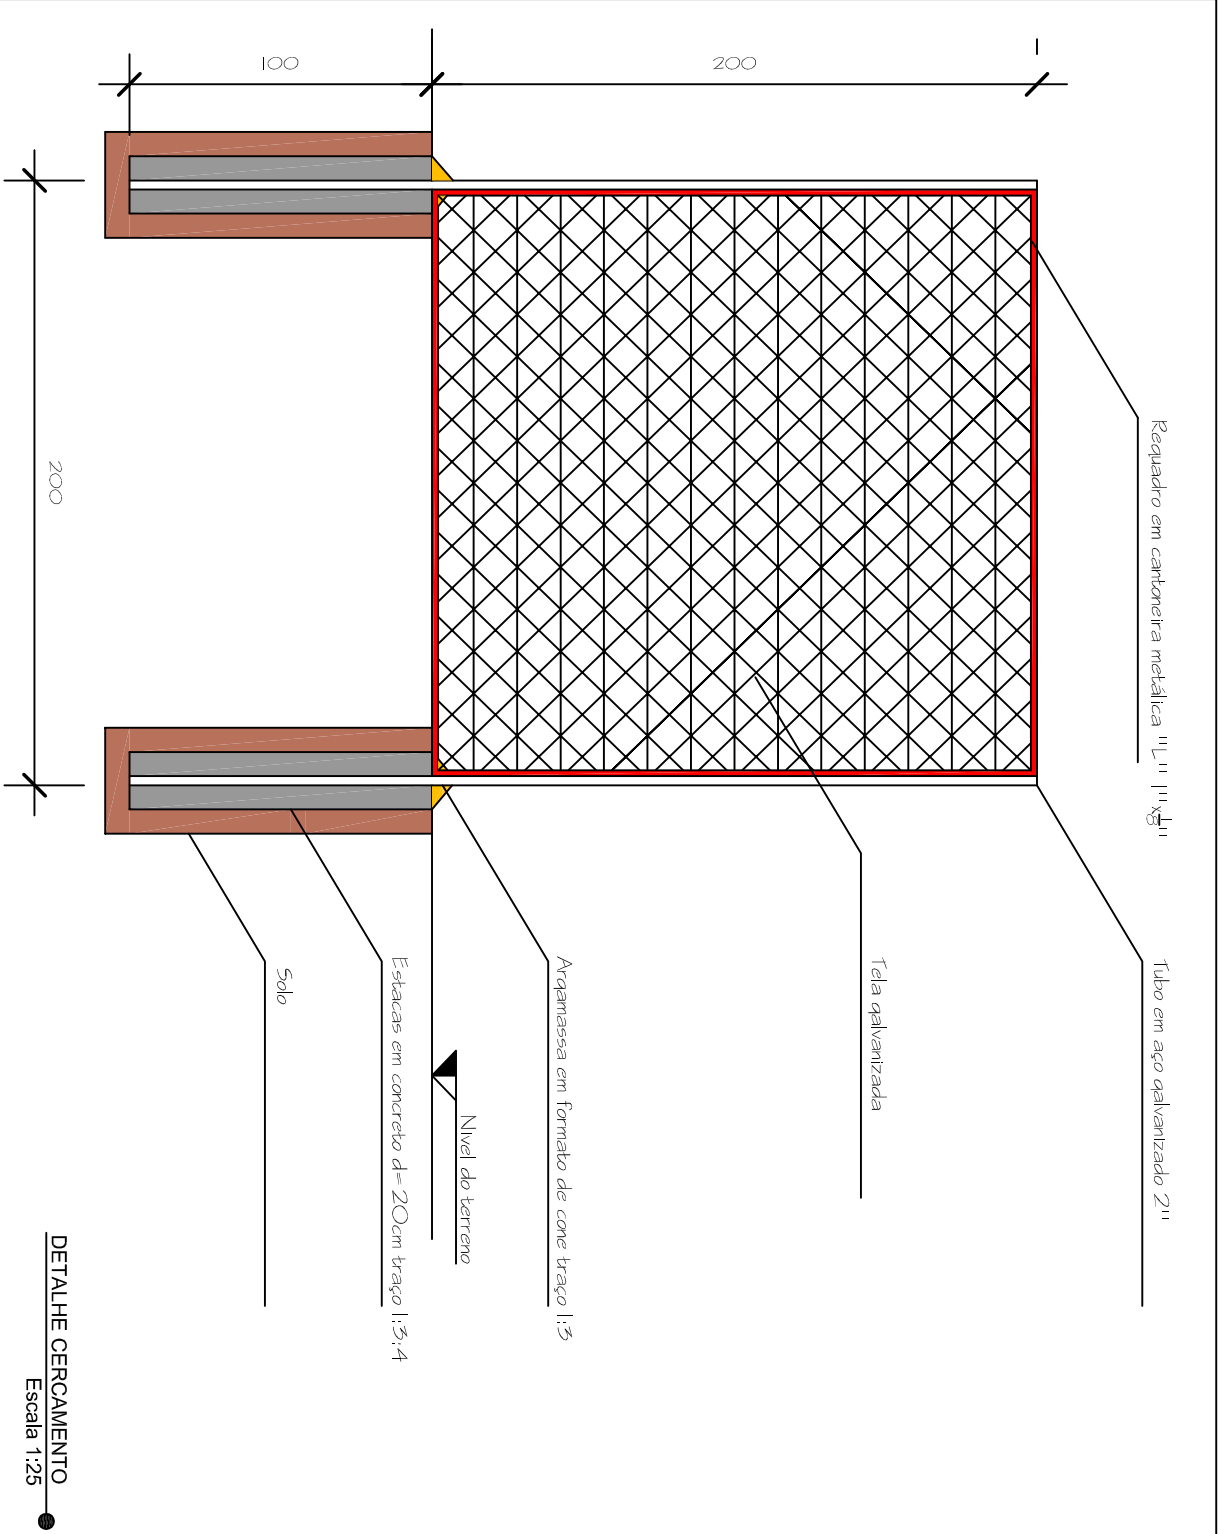 Requadro em cantoneira metálica "L" 1"x1/8"
Tubo em aço galvanizado 2"
Tela galvanizada
Argamassa em formato de cone traço 1:3
Nível do terreno
Estacas em concreto d=20cm traço 1:3:4
Solo
200
100
200
DETALHE CERCAMENTO
Escala 1:25